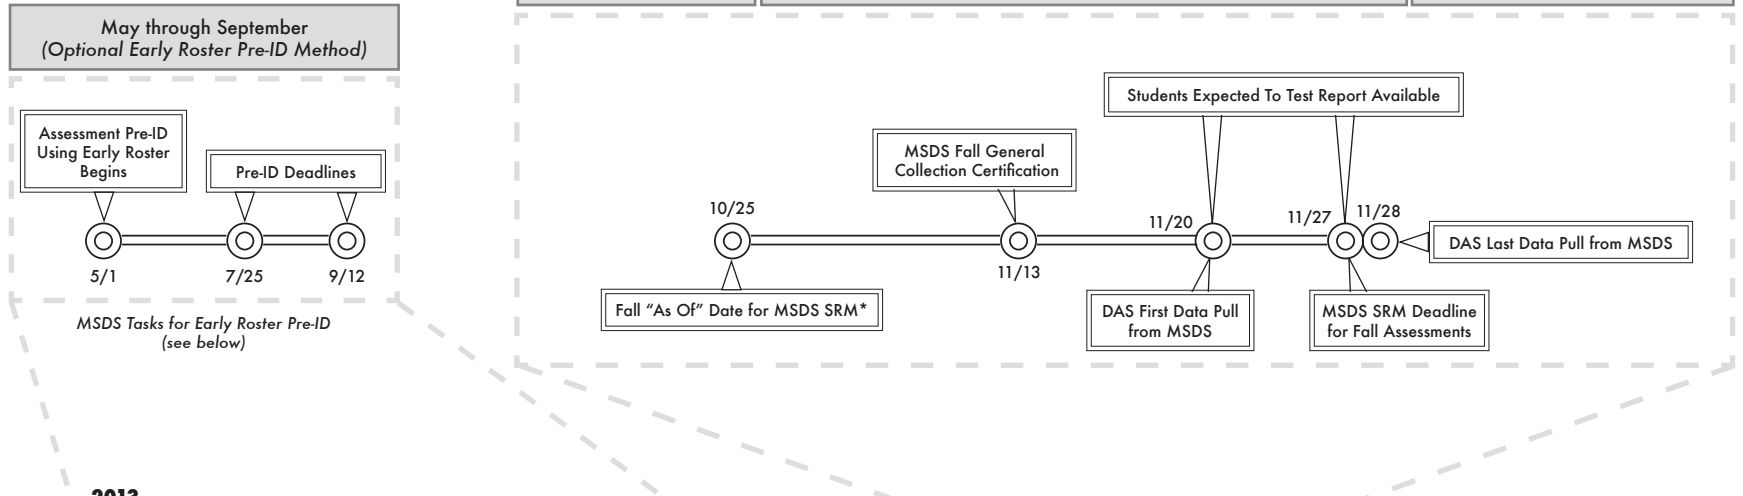 May through September
(Optional Early Roster Pre-ID Method)
Assessment Pre-ID
Using Early Roster
Begins
Pre-ID Deadlines
5/1
7/25
9/12
MSDS Tasks for Early Roster Pre-ID
(see below)
Students Expected To Test Report Available
MSDS Fall General
Collection Certification
10/25
11/13
11/20
11/27
11/28
DAS Last Data Pull from MSDS
Fall “As Of” Date for MSDS SRM*
DAS First Data Pull
from MSDS
MSDS SRM Deadline
for Fall Assessments
2013